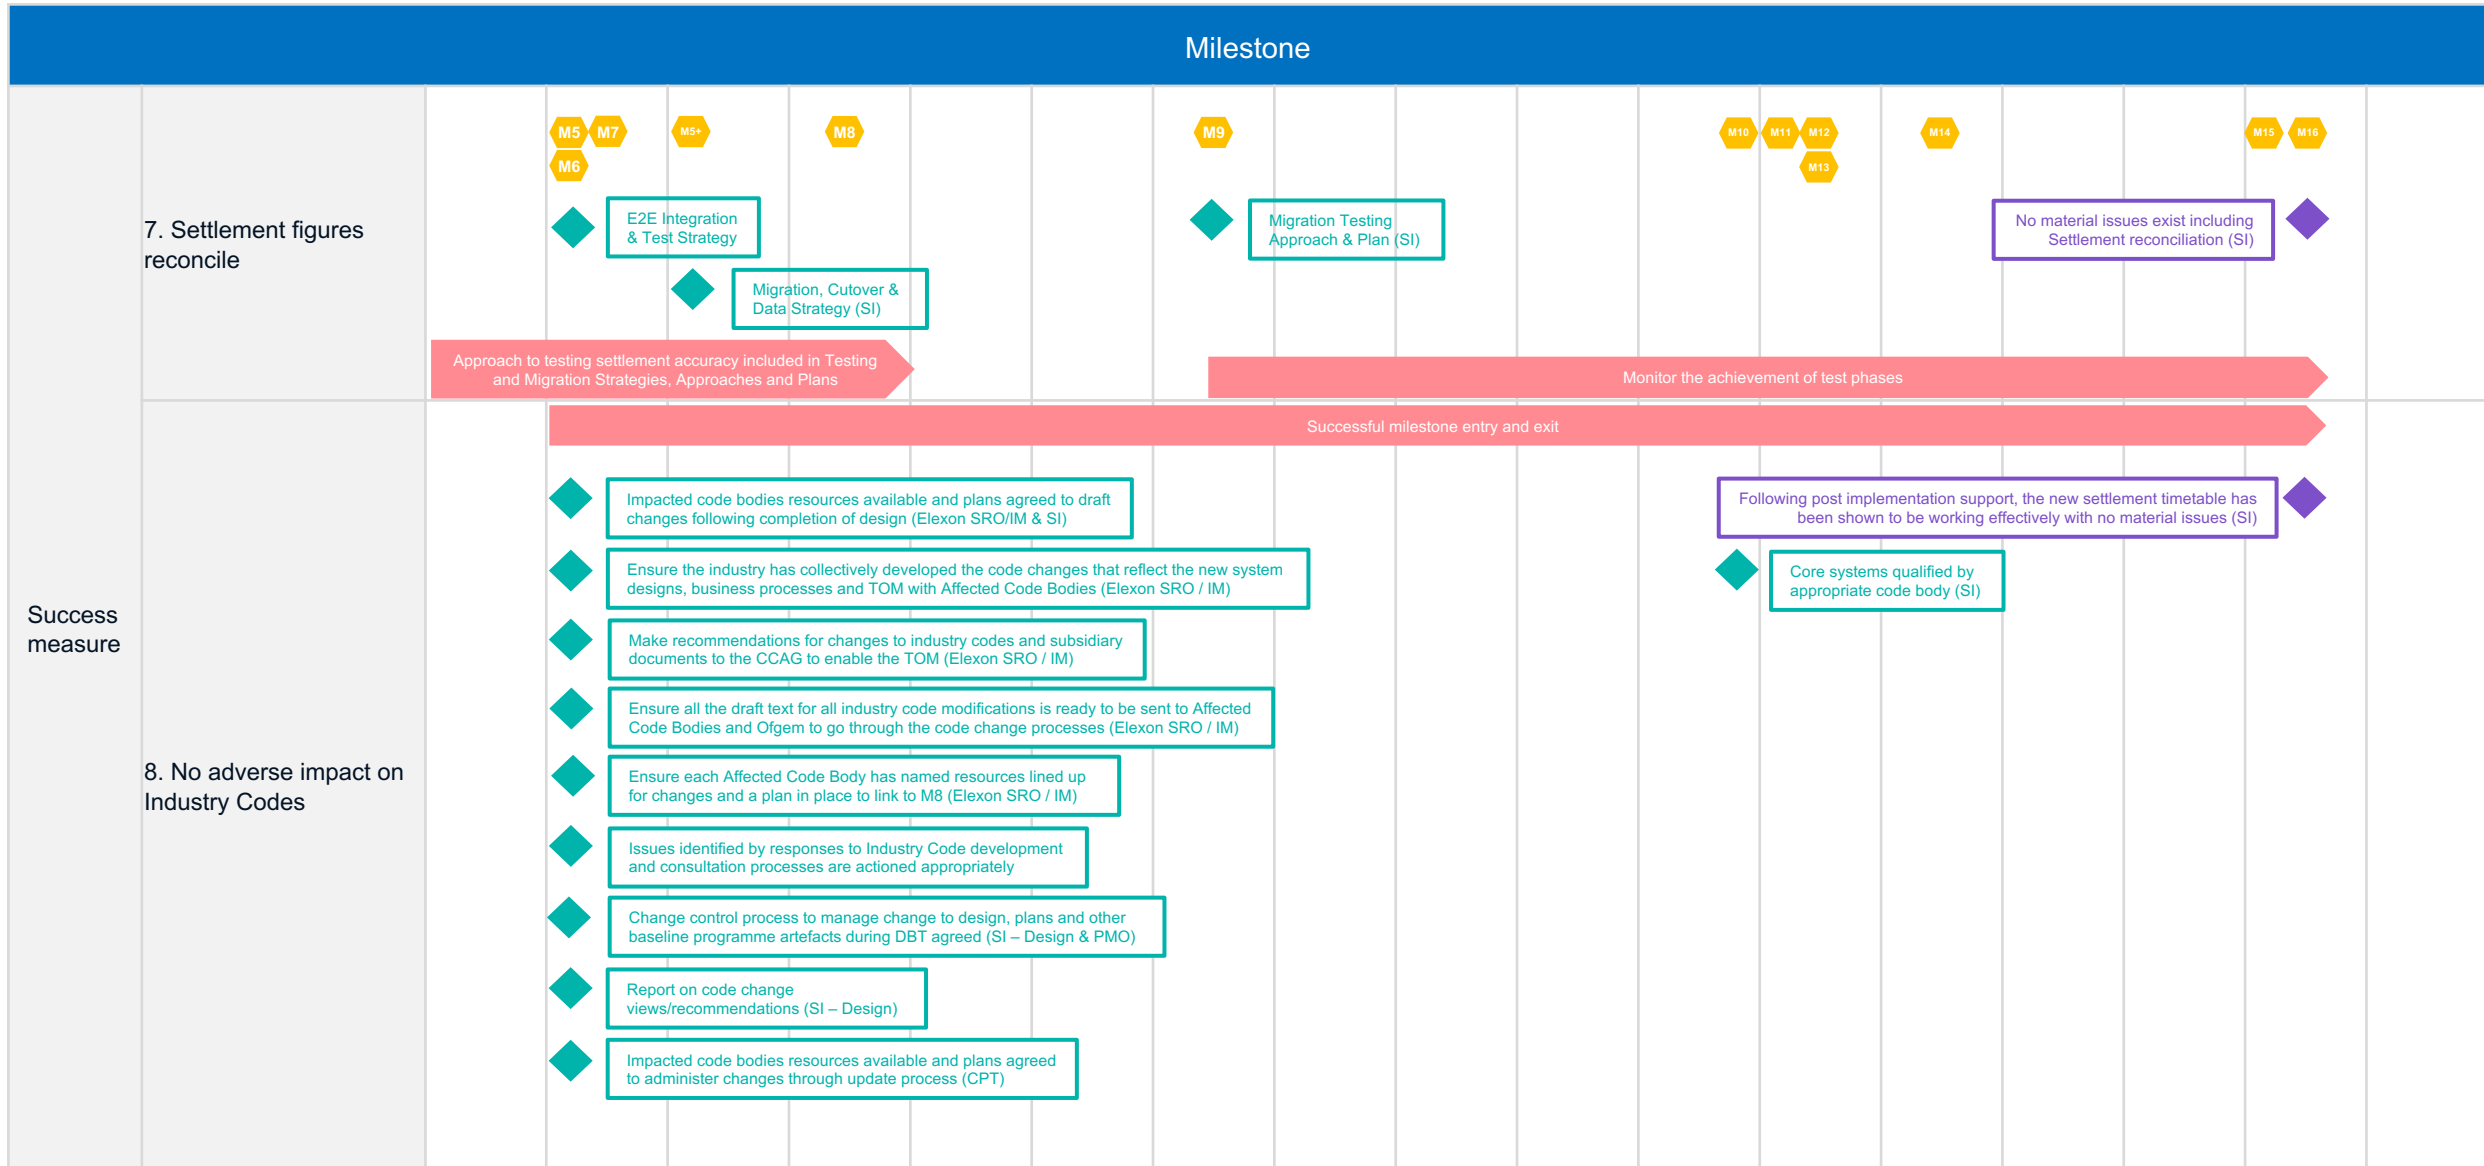 Milestone
M5
M7
M5+
M8
M9
M10
M11
M12
M14
M15
M16
M6
M13
7. Settlement figures
reconcile
E2E Integration
& Test Strategy
Migration Testing
Approach & Plan (SI)
No material issues exist including
Settlement reconciliation (SI)
Migration, Cutover &
Data Strategy (SI)
Approach to testing settlement accuracy included in Testing
and Migration Strategies, Approaches and Plans
Monitor the achievement of test phases
Success
measure
8. No adverse impact on
Industry Codes
Successful milestone entry and exit
Impacted code bodies resources available and plans agreed to draft
changes following completion of design (Elexon SRO/IM & SI)
Following post implementation support, the new settlement timetable has
been shown to be working effectively with no material issues (SI)
Ensure the industry has collectively developed the code changes that reflect the new system
designs, business processes and TOM with Affected Code Bodies (Elexon SRO / IM)
Core systems qualified by
appropriate code body (SI)
Make recommendations for changes to industry codes and subsidiary
documents to the CCAG to enable the TOM (Elexon SRO / IM)
Ensure all the draft text for all industry code modifications is ready to be sent to Affected
Code Bodies and Ofgem to go through the code change processes (Elexon SRO / IM)
Ensure each Affected Code Body has named resources lined up
for changes and a plan in place to link to M8 (Elexon SRO / IM)
Issues identified by responses to Industry Code development
and consultation processes are actioned appropriately
Change control process to manage change to design, plans and other
baseline programme artefacts during DBT agreed (SI – Design & PMO)
Report on code change
views/recommendations (SI – Design)
Impacted code bodies resources available and plans agreed
to administer changes through update process (CPT)